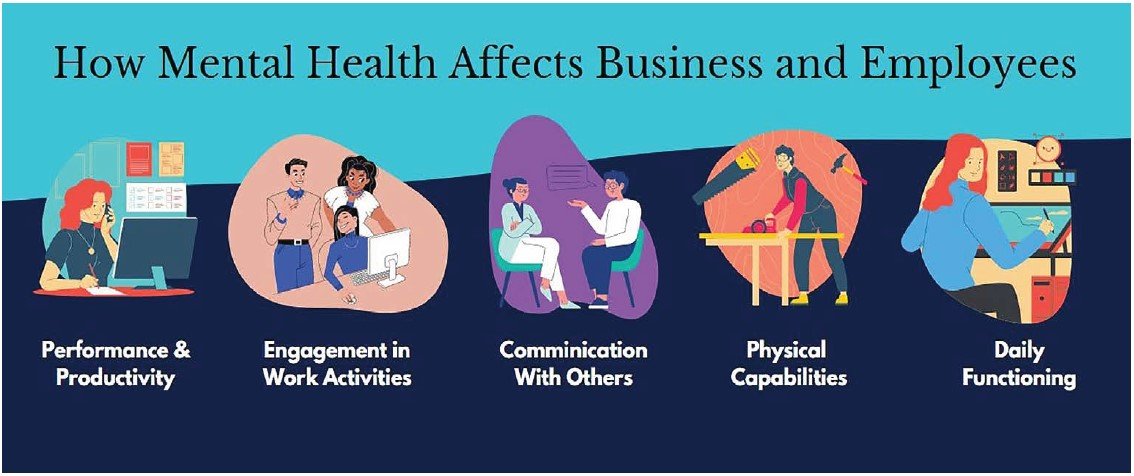 How Mental Health Affects Business and Employees
Performance &
Productivity
Engagement in
Work Activities
Comminication
With Others
Physical
Capabilities
Daily
Functioning